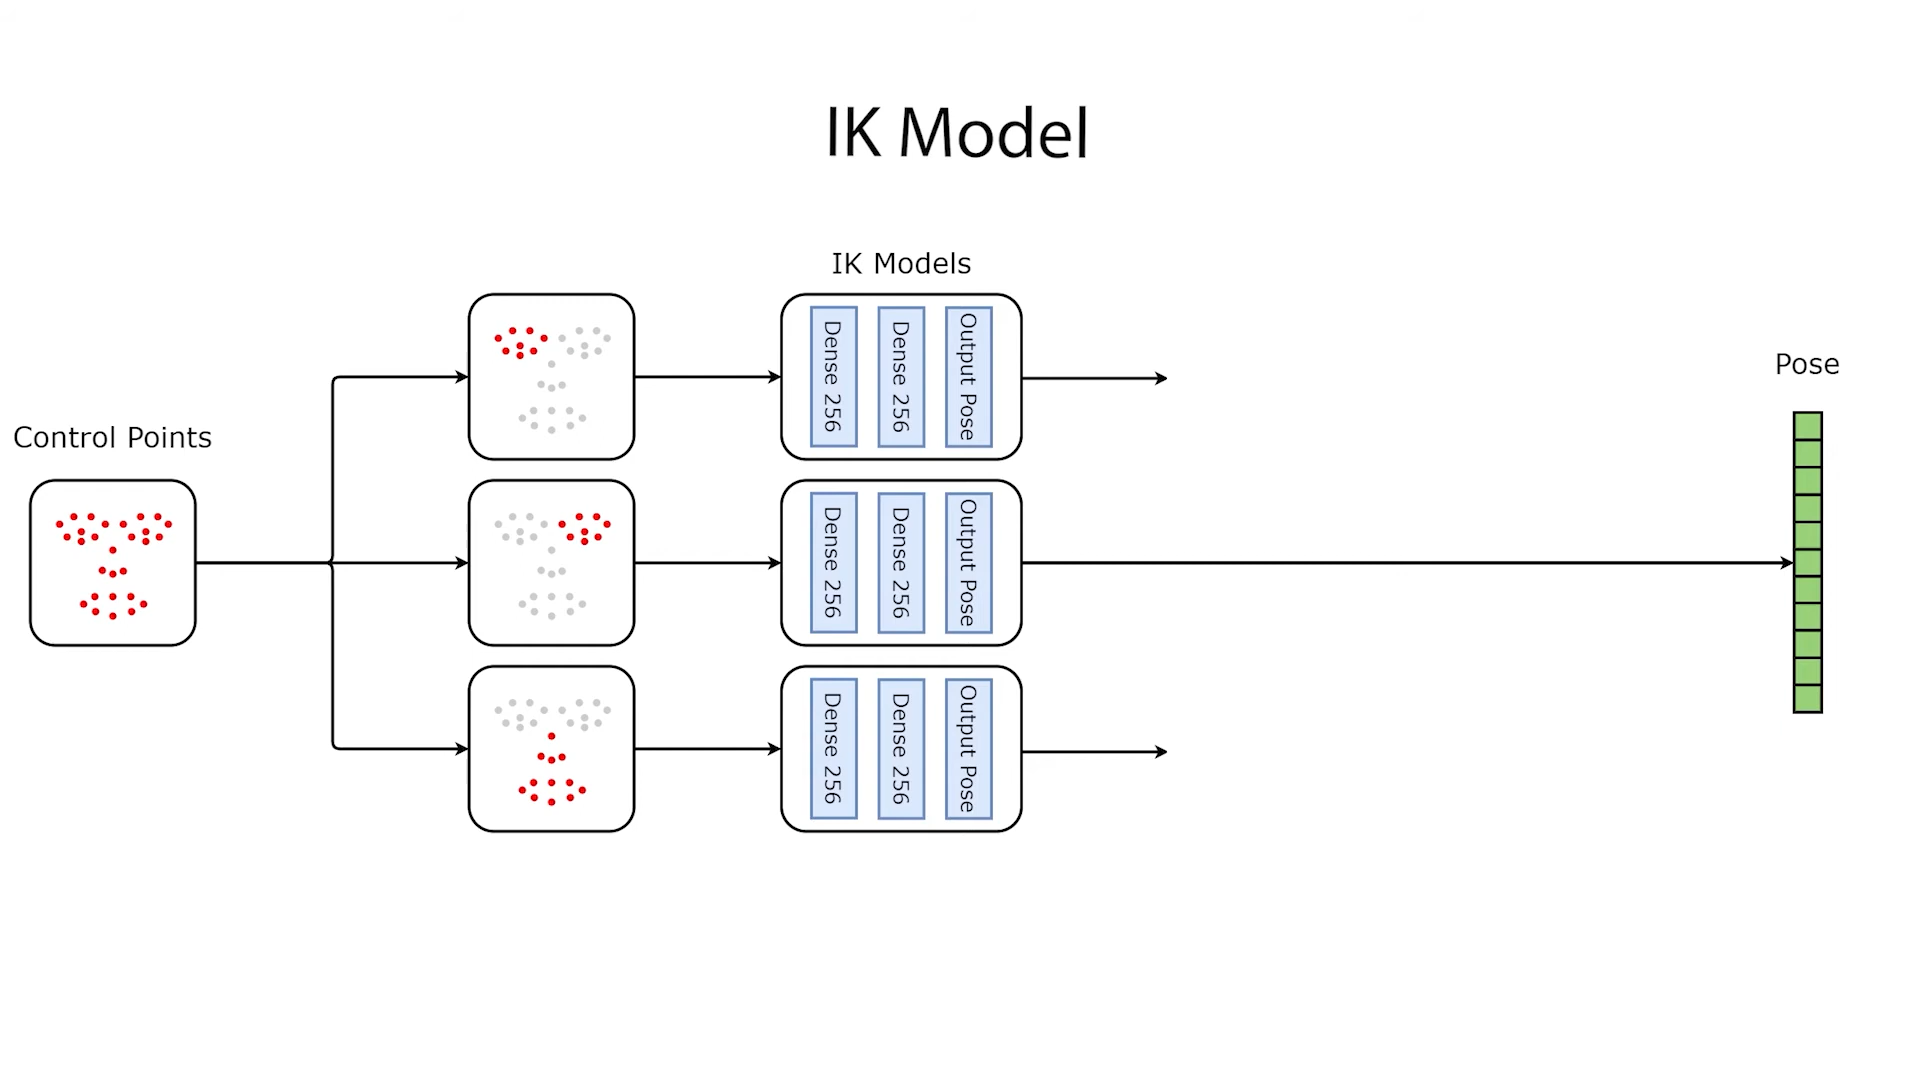 IK Model
IK Models
Control Points
Pose
Dense 256
Dense 256
Output Pose
Dense 256
Dense 256
Output Pose
Dense 256
Dense 256
Output Pose